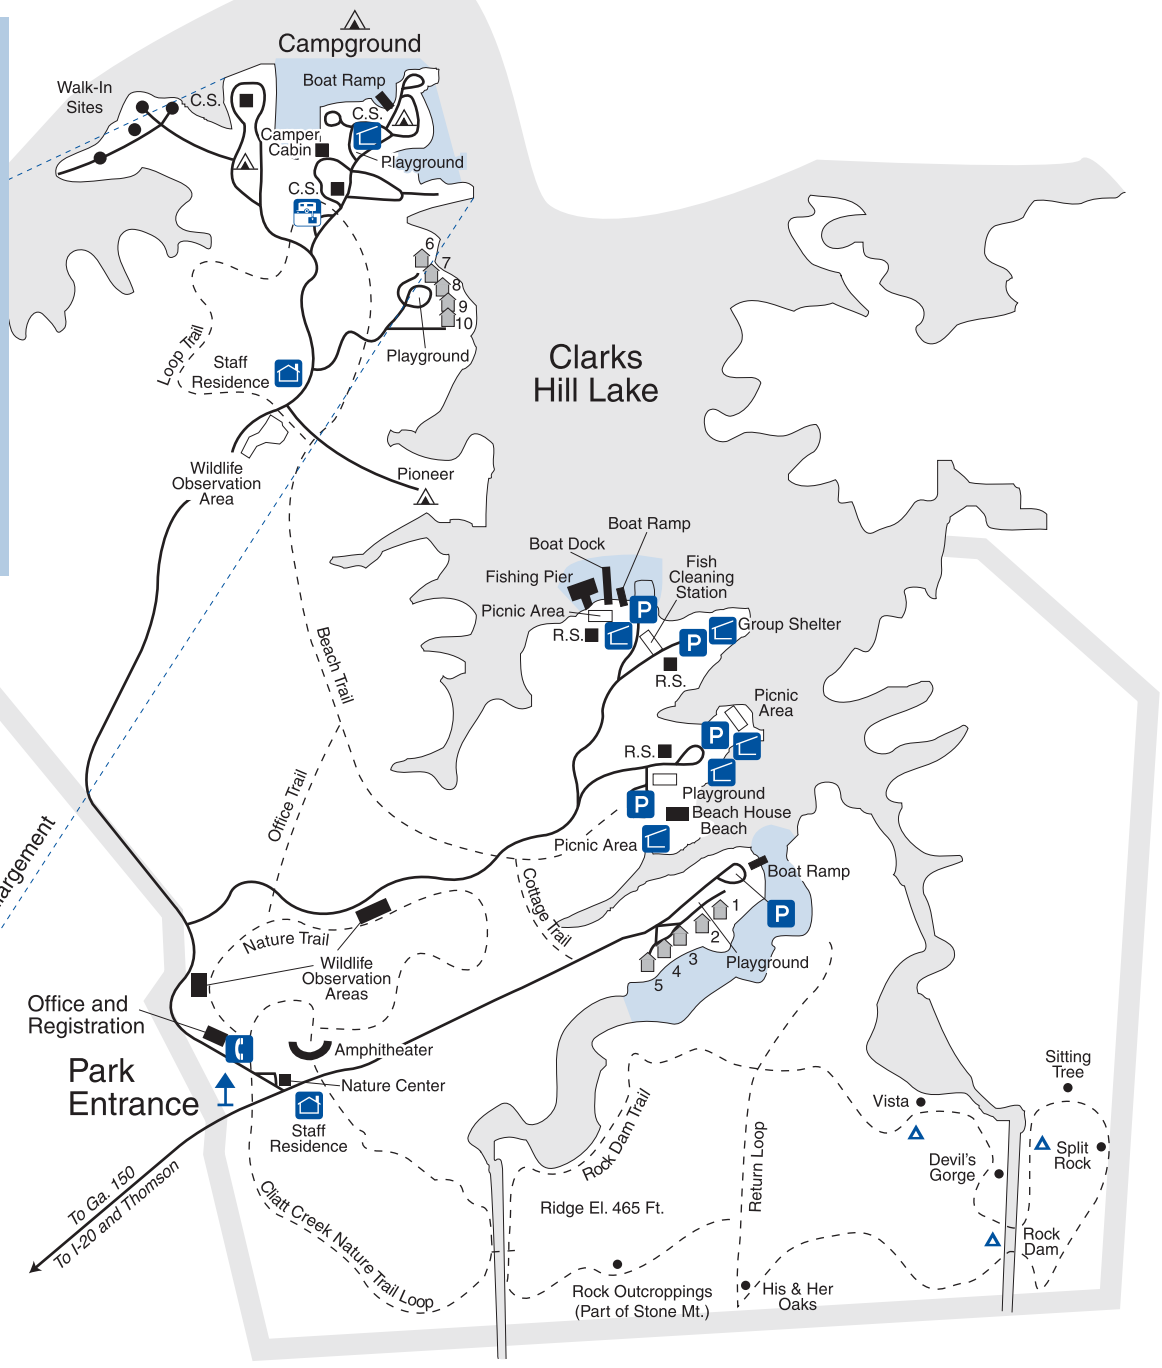 Campground
Boat Ramp
Walk-In
Sites
C.S.
C.S.
Camper
Cabin
Playground
C.S.
6
7
8
9
10
Playground
Loop Trail
Staff
Residence
Clarks
Hill Lake
Wildlife
Observation
Area
Pioneer
Boat Ramp
Boat Dock
Fish
Cleaning
Station
Fishing Pier
Picnic Area
P
R.S.
P
Group Shelter
R.S.
Beach Trail
Picnic
Area
P
R.S.
Playground
P
Beach House
Beach
Picnic Area
Office Trail
Boat Ramp
Cottage Trail
1
P
2
3
4
5
Playground
Nature Trail
Wildlife
Observation
Areas
Office and
Registration
Amphitheater
Park
Entrance
Nature Center
Staff
Residence
Sitting
Tree
Vista
Split
Rock
Devil's
Gorge
Rock Dam Trail
Return Loop
Ridge El. 465 Ft.
Rock
Dam
To Ga. 150
To I-20 and Thomson
Cliatt Creek Nature Trail Loop
Rock Outcroppings
(Part of Stone Mt.)
His & Her
Oaks